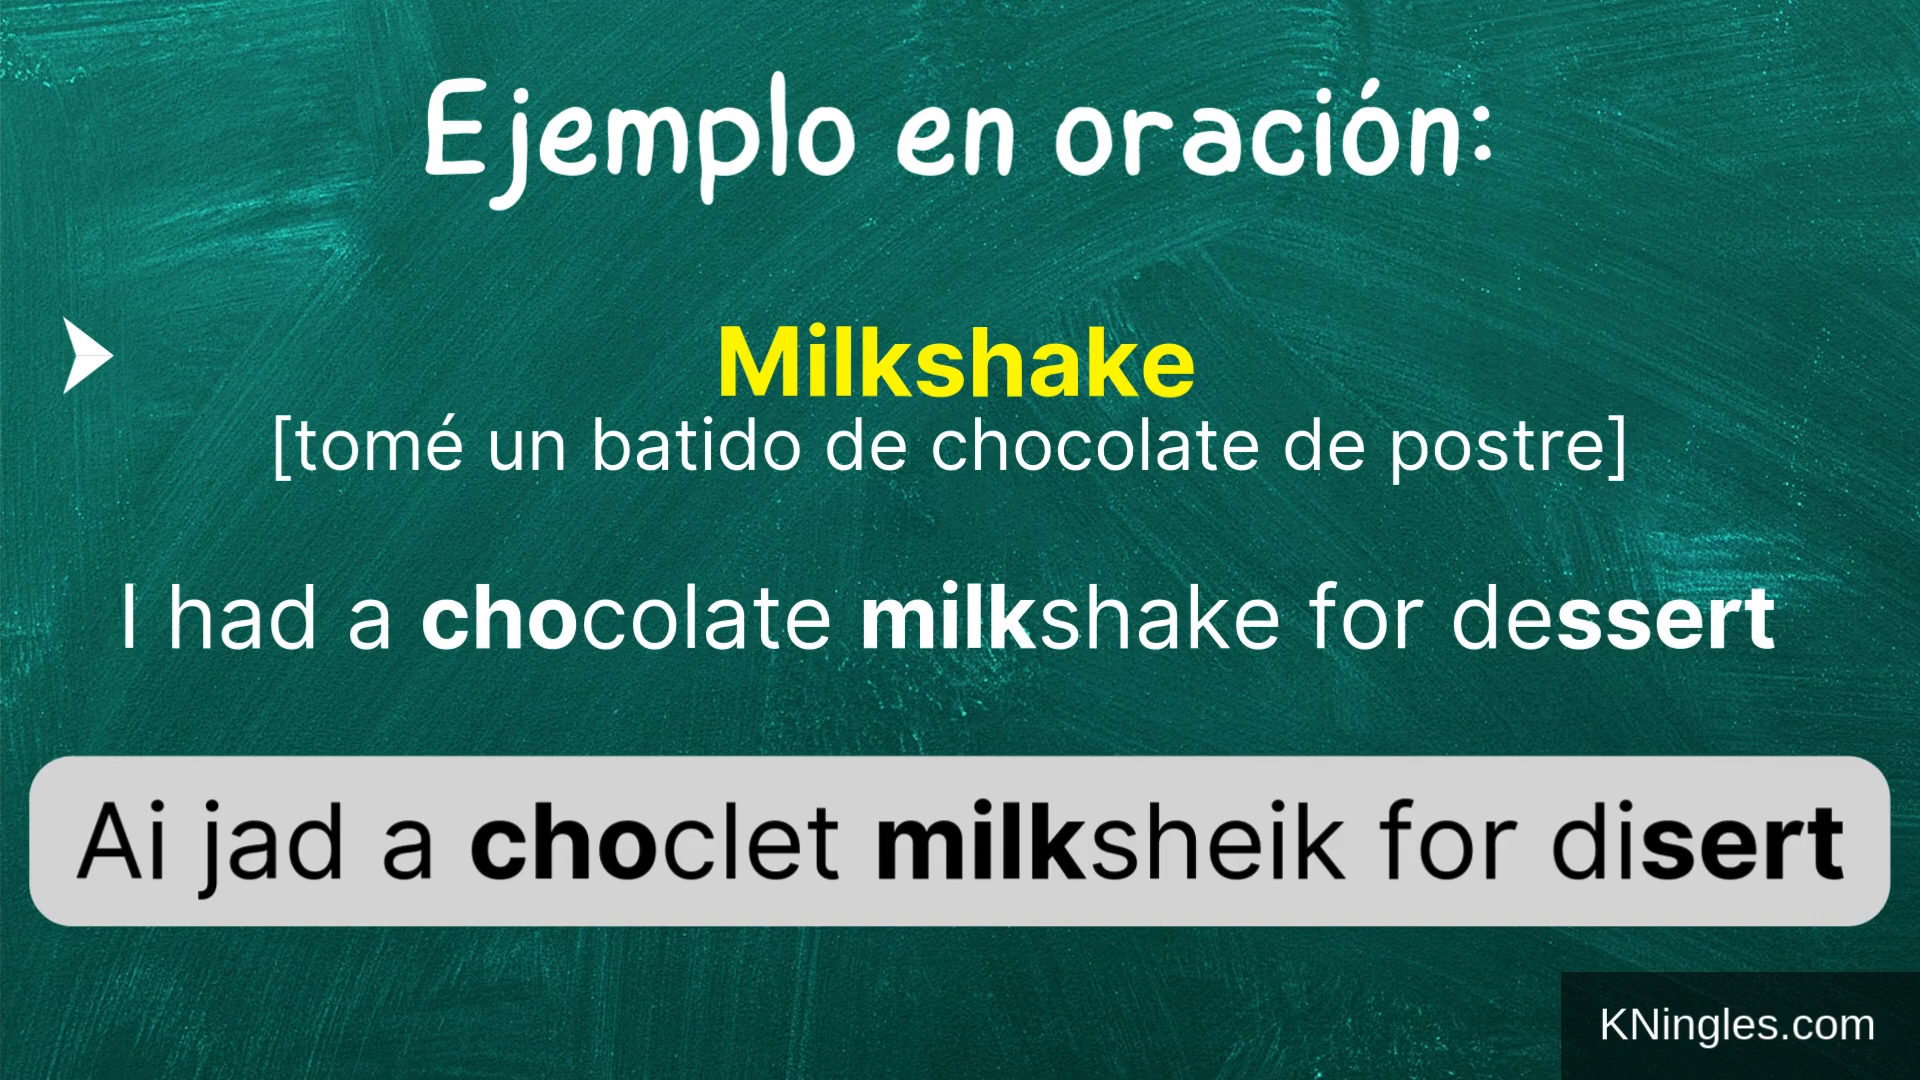 Ejemplo en oración:
Milkshake
[tomé un batido de chocolate de postre]
I had a chocolate milkshake for dessert
Ai jad a choclet milksheik for disert
KNingles.com